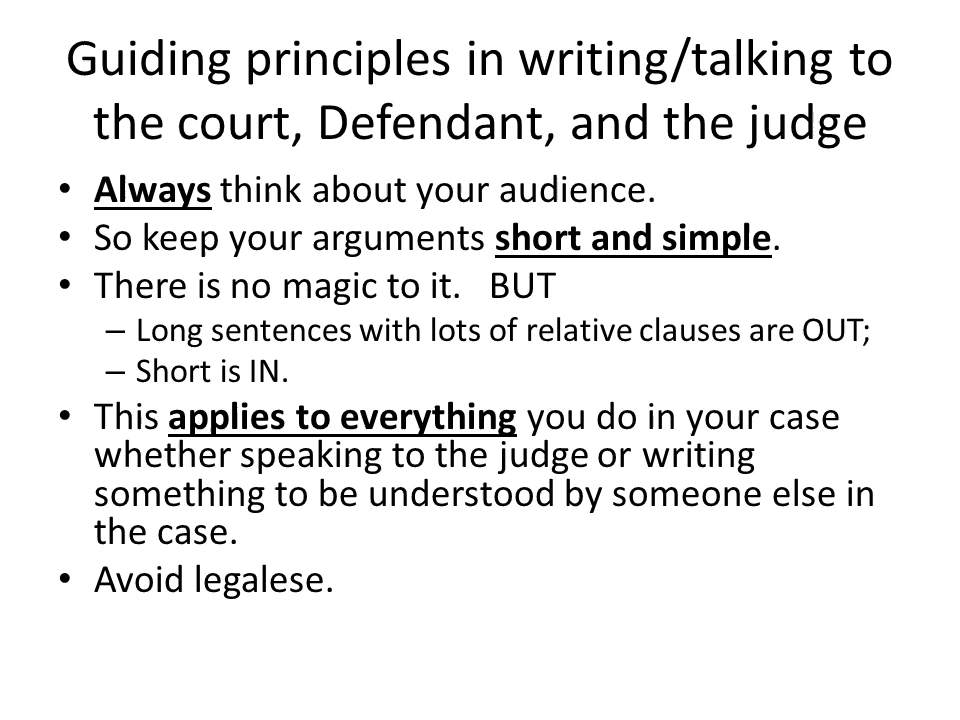 Guiding principles in writing/talking to
the court, Defendant, and the judge
• Always think about your audience.
• So keep your arguments short and simple.
• There is no magic to it.   BUT
– Long sentences with lots of relative clauses are OUT;
– Short is IN.
• This applies to everything you do in your case
whether speaking to the judge or writing
something to be understood by someone else in
the case.
• Avoid legalese.